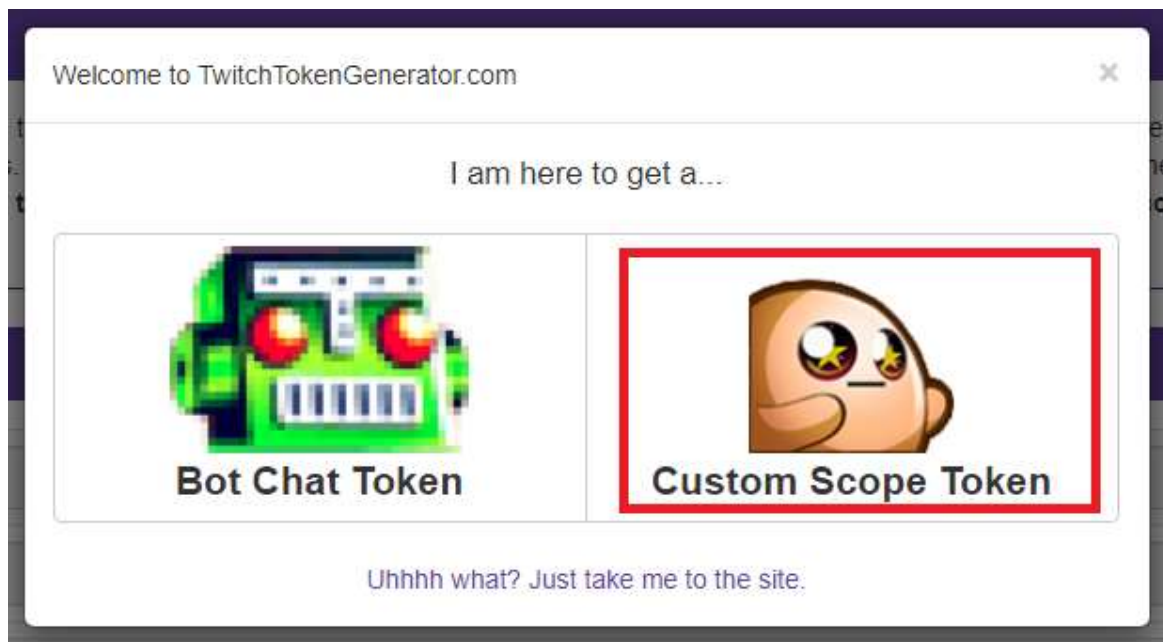 Welcome to TwitchTokenGenerator.com
×
I am here to get a...
Bot Chat Token
Custom Scope Token
Uhhhh what? Just take me to the site.